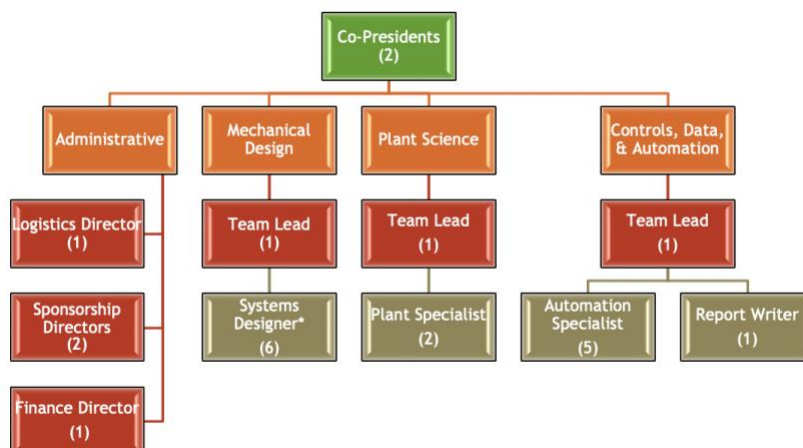 Co-Presidents
(2)
Administrative
Mechanical
Design
Plant Science
Controls, Data,
& Automation
Logistics Director
(1)
Team Lead
(1)
Team Lead
(1)
Team Lead
(1)
Sponsorship
Directors
(2)
Systems
Designer*
(6)
Plant Specialist
(2)
Automation
Specialist
(5)
Report Writer
(1)
Finance Director
(1)